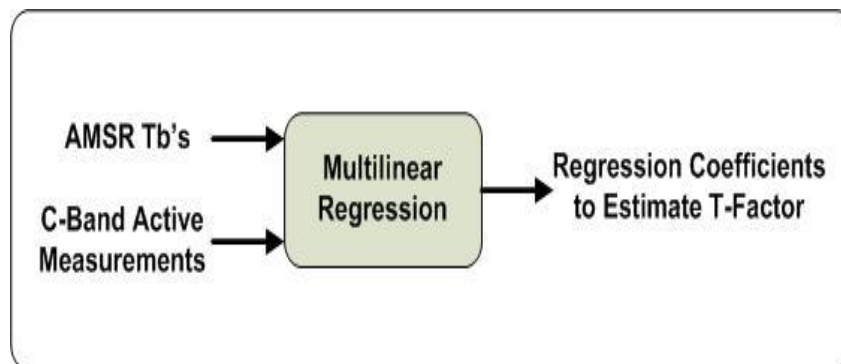 AMSR Tb's
C-Band Active
Measurements
Multilinear
Regression
Regression Coefficients
to Estimate T-Factor